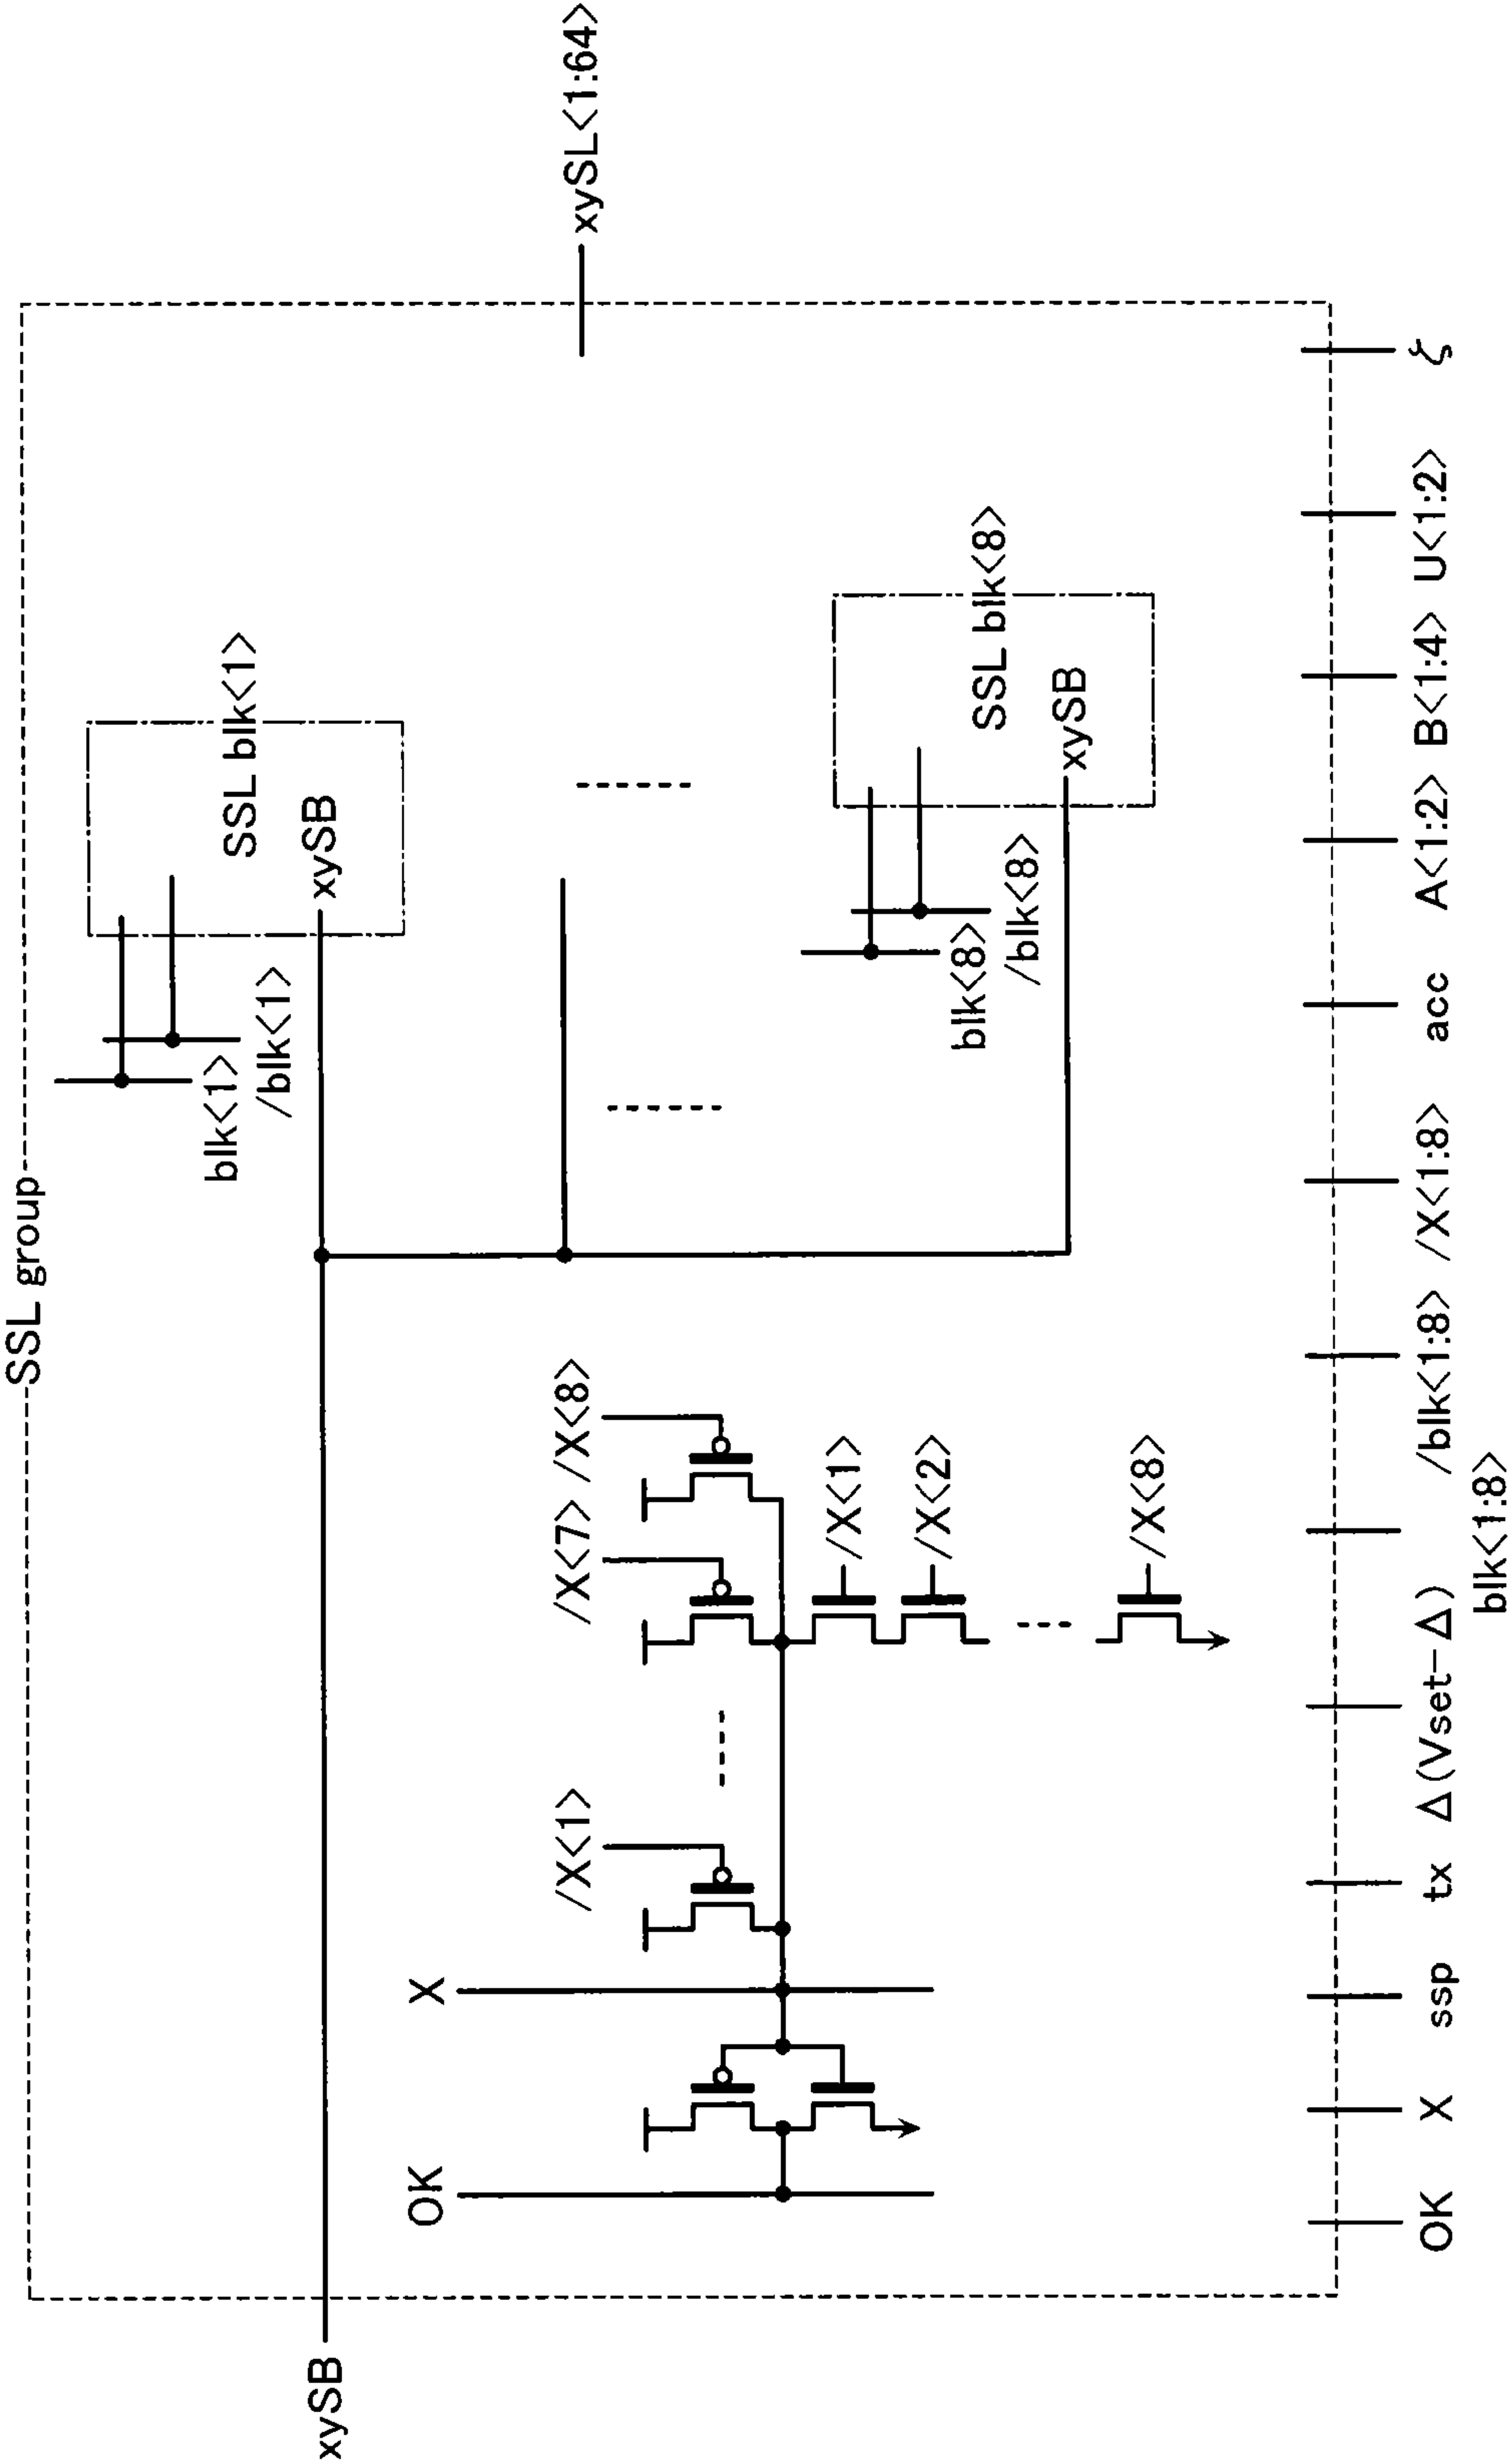 SSL group
xySB
blk<1>
/blk<1>
SSL blk<1>
xySB
xySL<1:64>
OK
X
/X<1>
/X<7>
/X<8>
/X<1>
/X<2>
/X<8>
blk<8>
/blk<8>
SSL blk<8>
xySB
OK
X
ssp
tx
Δ(Vset-Δ)
blk<1:8>
/blk<1:8>
/X<1:8>
acc
A<1:2>
B<1:4>
U<1:2>
ζ